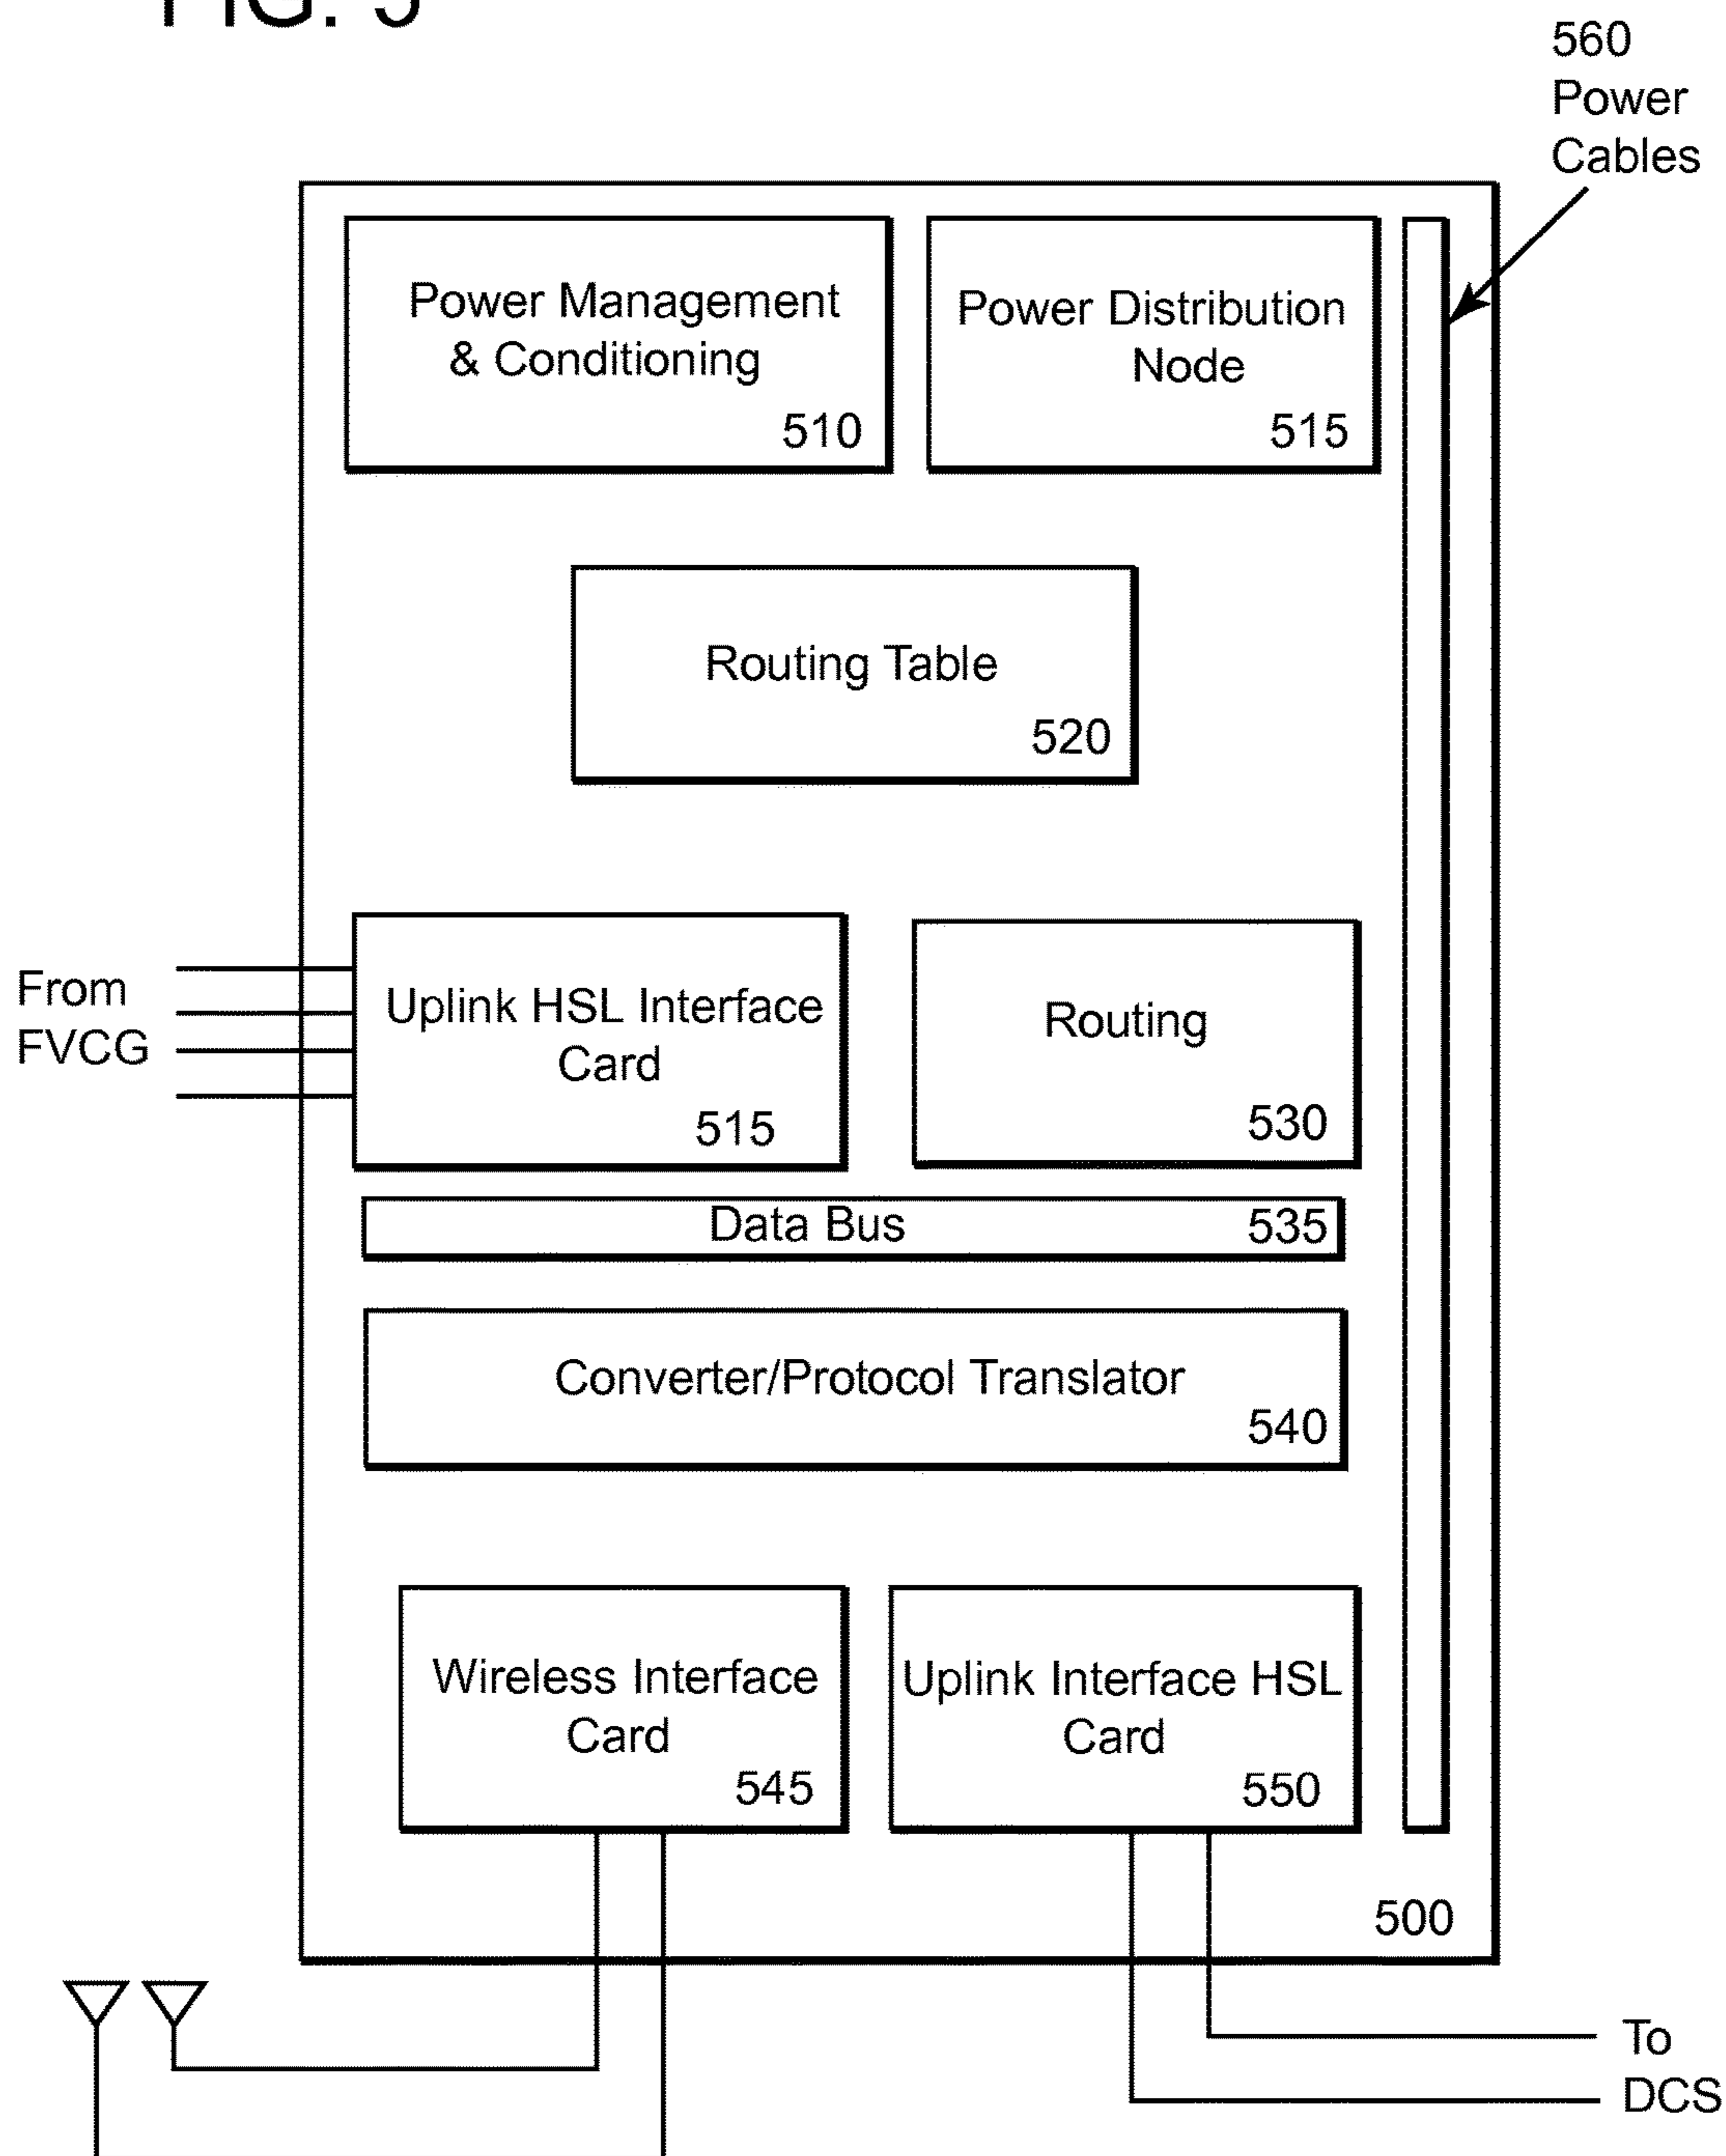 FIG. 5
560
Power
Cables
Power Management
& Conditioning
510
Power Distribution
Node
515
Routing Table
520
From
FVCG
Uplink HSL Interface
Card
515
Routing
530
Data Bus
535
Converter/Protocol Translator
540
Wireless Interface
Card
545
Uplink Interface HSL
Card
550
500
To
DCS